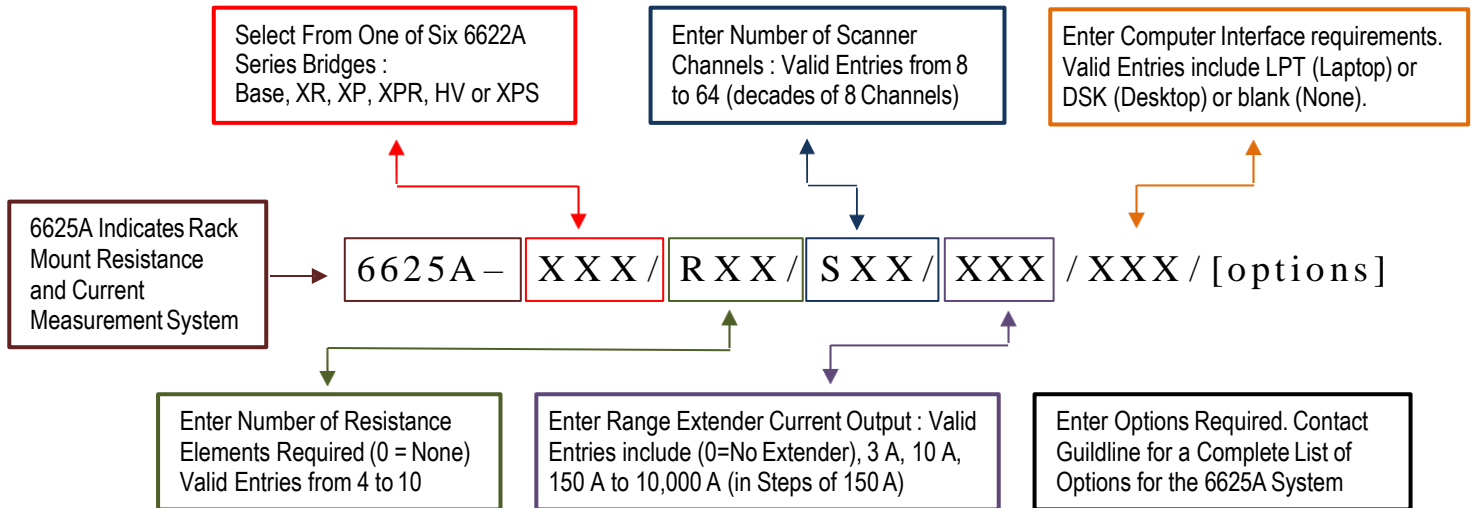 Select From One of Six 6622A
Series Bridges :
Base, XR, XP, XPR, HV or XPS
Enter Number of Scanner
Channels : Valid Entries from 8
to 64 (decades of 8 Channels)
Enter Computer Interface requirements.
Valid Entries include LPT (Laptop) or
DSK (Desktop) or blank (None).
6625A Indicates Rack
Mount Resistance
and Current
Measurement System
6625A– XXX/ RXX/ SXX/ XXX /XXX/[options]
Enter Number of Resistance
Elements Required (0 = None)
Valid Entries from 4 to 10
Enter Range Extender Current Output : Valid
Entries include (0=No Extender), 3 A, 10 A,
150 A to 10,000 A (in Steps of 150 A)
Enter Options Required. Contact
Guildline for a Complete List of
Options for the 6625A System